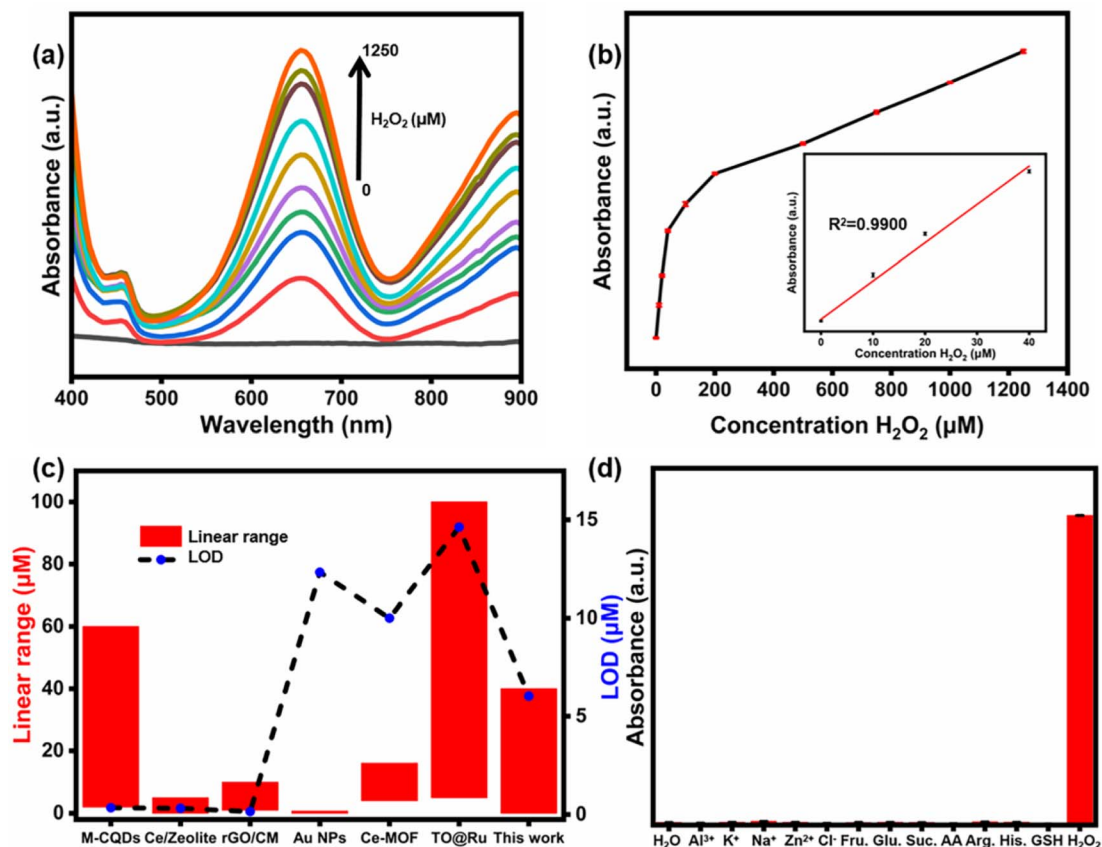 (a)
1250
H₂O₂ (µM)
0
Absorbance (a.u.)
400 500 600 700 800 900
Wavelength (nm)
(b)
Absorbance (a.u.)
R²=0.9900
Absorbance (a.u.)
0 10 20 30 40
Concentration H₂O₂ (µM)
0 200 400 600 800 1000 1200 1400
Concentration H₂O₂ (µM)
(c)
Linear range
LOD
100
80
60
40
20
0
Linear range (µM)
15
10
5
0
LOD (µM)
M-CQDs Ce/Zeolite rGO/CM Au NPs Ce-MOF TO@Ru This work
(d)
Absorbance (a.u.)
H₂O Al³⁺ K⁺ Na⁺ Zn²⁺ Cl⁻ Fru. Glu. Suc. AA Arg. His. GSH H₂O₂